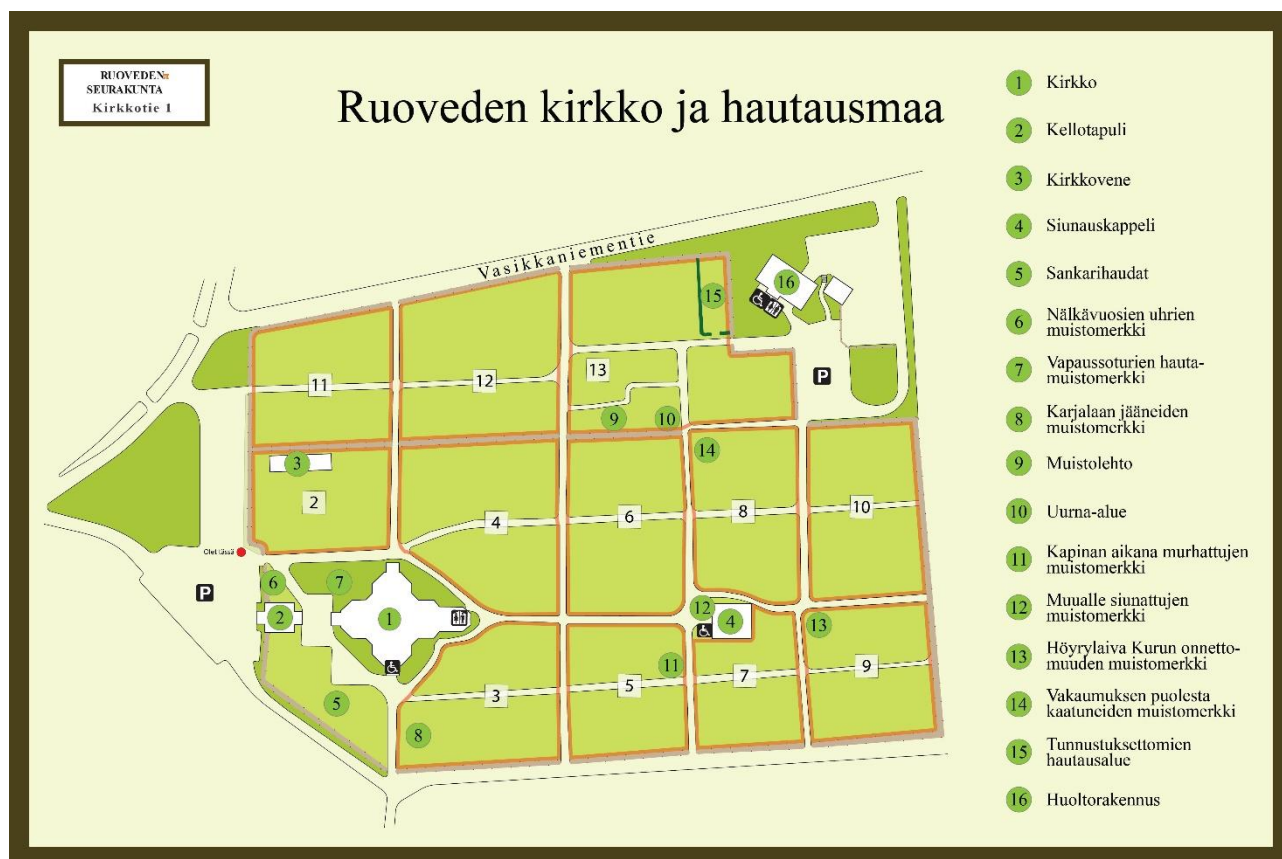 RUOVEDEN
SEURAKUNTA
Kirkkotie 1
Ruoveden kirkko ja hautausmaa
Vasikkaniementie
16
15
11
12
13
9
10
3
2
14
4
6
8
10
Olet tässä
P
P
6
7
2
1
12
4
13
11
3
5
7
9
5
8
1 Kirkko
2 Kellotapuli
3 Kirkkovene
4 Siunauskappeli
5 Sankarihaudat
6 Nälkävuosien uhrien
muistomerkki
7 Vapaussoturien hauta-
muistomerkki
8 Karjalaan jääneiden
muistomerkki
9 Muistolehto
10 Uurna-alue
11 Kapinan aikana murhattujen
muistomerkki
12 Muualle siunattujen
muistomerkki
13 Höyrylaiva Kurun onnetto-
muuden muistomerkki
14 Vakaumuksen puolesta
kaatuneiden muistomerkki
15 Tunnustuksettomien
hautausalue
16 Huoltorakennus